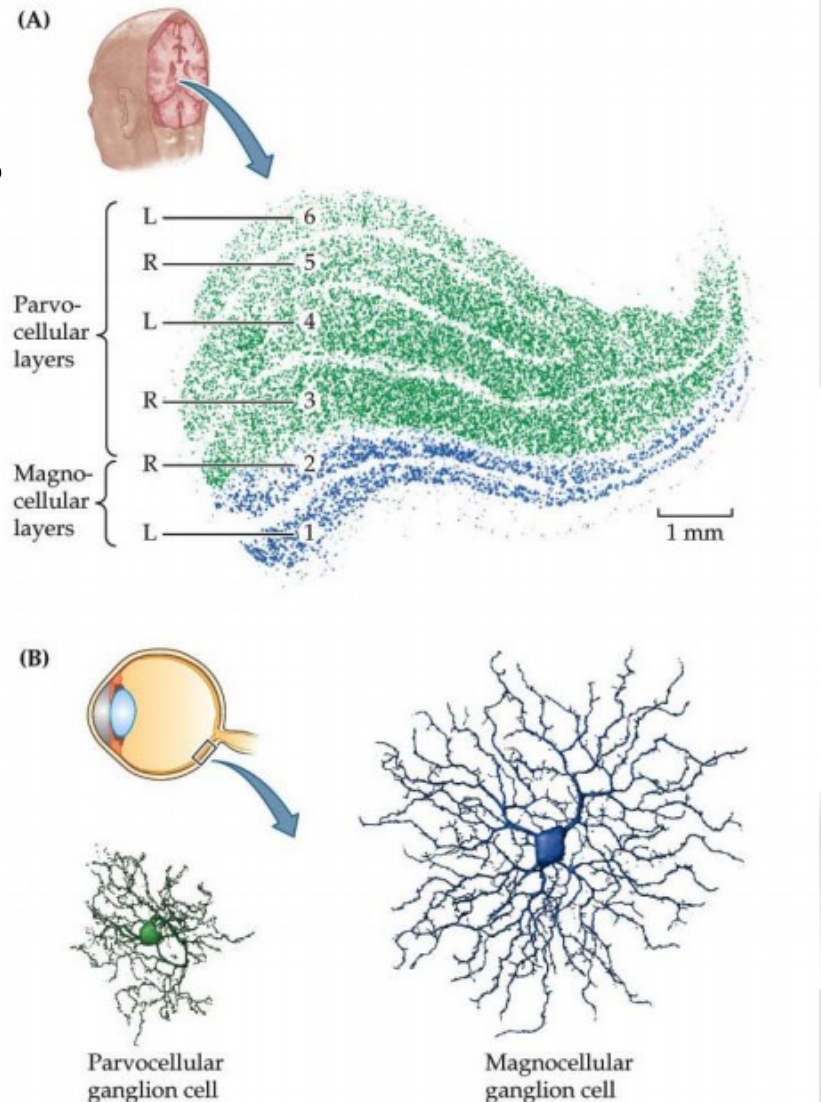 (A)
L 6
R 5
L 4
R 3
R 2
L 1
Parvo-
cellular
layers
Magno-
cellular
layers
1 mm
(B)
Parvocellular
ganglion cell
Magnocellular
ganglion cell